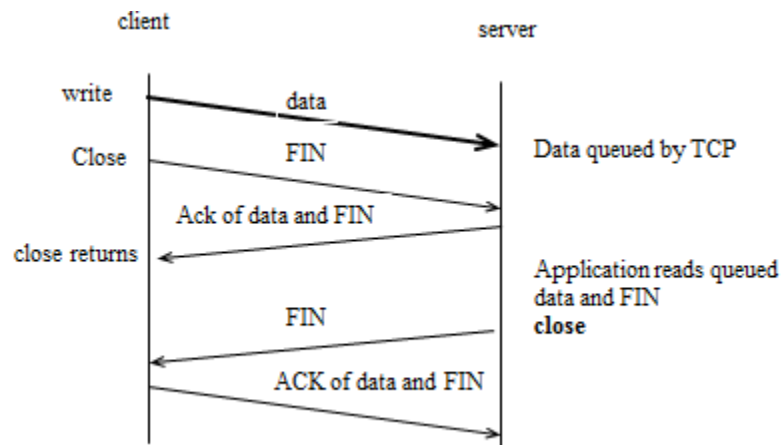 client
server
write
data
Data queued by TCP
Close
FIN
Ack of data and FIN
close returns
Application reads queued
data and FIN
close
FIN
ACK of data and FIN